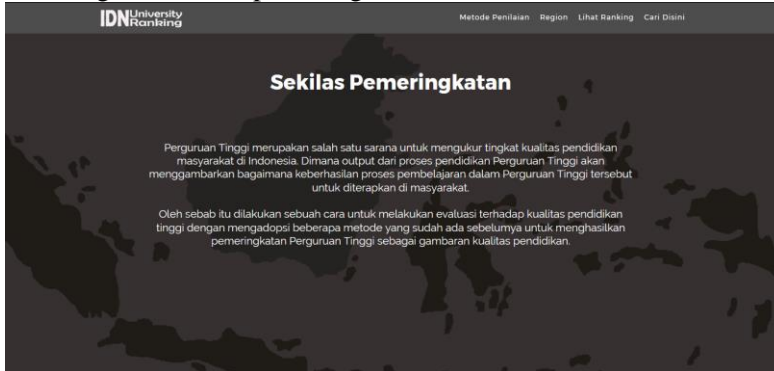 IDN University
Ranking
Metode Penilaian Region Lihat Ranking Cari Disini
Sekilas Pemeringkatan
Perguruan Tinggi merupakan salah satu sarana untuk mengukur tingkat kualitas pendidikan
masyarakat di Indonesia. Dimana output dari proses pendidikan Perguruan Tinggi akan
menggambarkan bagaimana keberhasilan proses pembelajaran dalam Perguruan Tinggi tersebut
untuk diterapkan di masyarakat.
Oleh sebab itu dilakukan sebuah cara untuk melakukan evaluasi terhadap kualitas pendidikan
tinggi dengan mengadopsi beberapa metode yang sudah ada sebelumya untuk menghasilkan
pemeringkatan Perguruan Tinggi sebagai gambaran kualitas pendidikan.